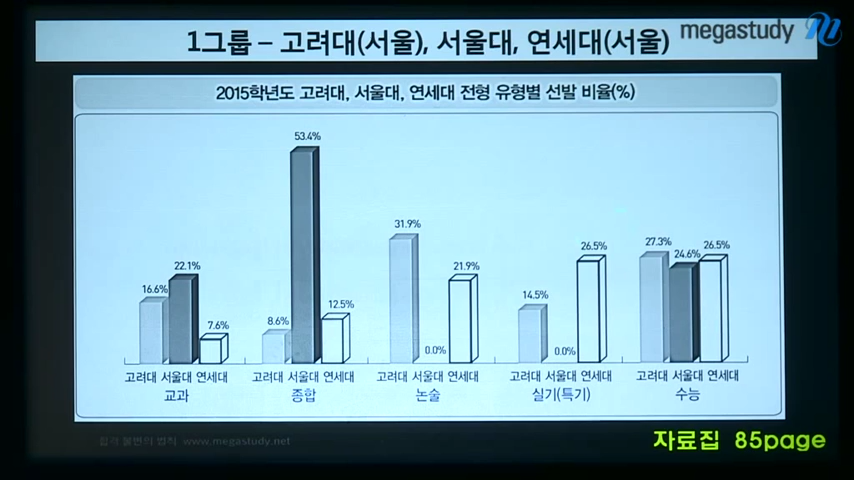 megastudy
1그룹 – 고려대(서울), 서울대, 연세대(서울)
2015학년도 고려대, 서울대, 연세대 전형 유형별 선발 비율(%)
16.6% 22.1% 7.6%
8.6% 53.4% 12.5%
31.9% 0.0% 21.9%
14.5% 0.0% 26.5%
27.3% 24.6% 26.5%
고려대 서울대 연세대 고려대 서울대 연세대 고려대 서울대 연세대 고려대 서울대 연세대 고려대 서울대 연세대
교과 종합 논술 실기(특기) 수능
합격 불변의 법칙 www.megastudy.net
자료집 85page